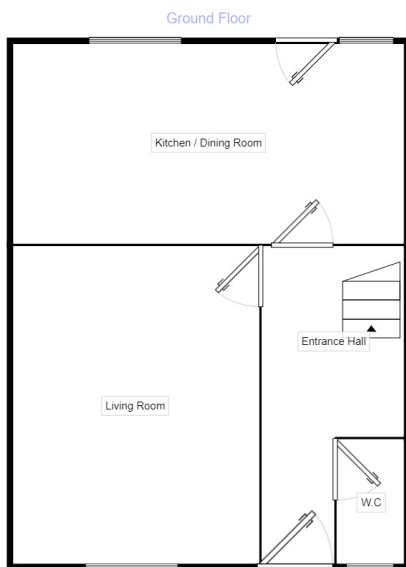 Ground Floor
Kitchen / Dining Room
Entrance Hall
Living Room
W.C